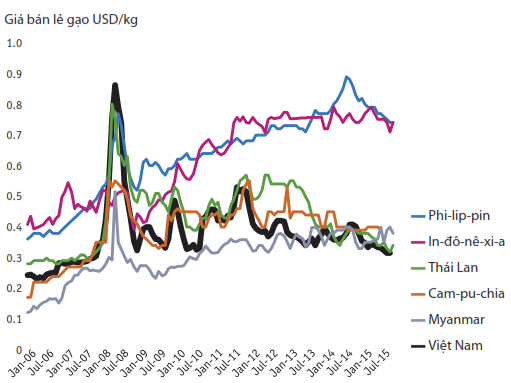 Giá bán lẻ gạo USD/kg
1.0
0.9
0.8
0.7
0.6
0.5
0.4
0.3
0.2
0.1
0
Jan-06
Jul-06
Jan-07
Jul-07
Jan-08
Jul-08
Jan-09
Jul-09
Jan-10
Jul-10
Jan-11
Jul-11
Jan-12
Jul-12
Jan-13
Jul-13
Jan-14
Jul-14
Jan-15
Jul-15
Phi-lip-pin
In-đô-nê-xi-a
Thái Lan
Cam-pu-chia
Myanmar
Việt Nam